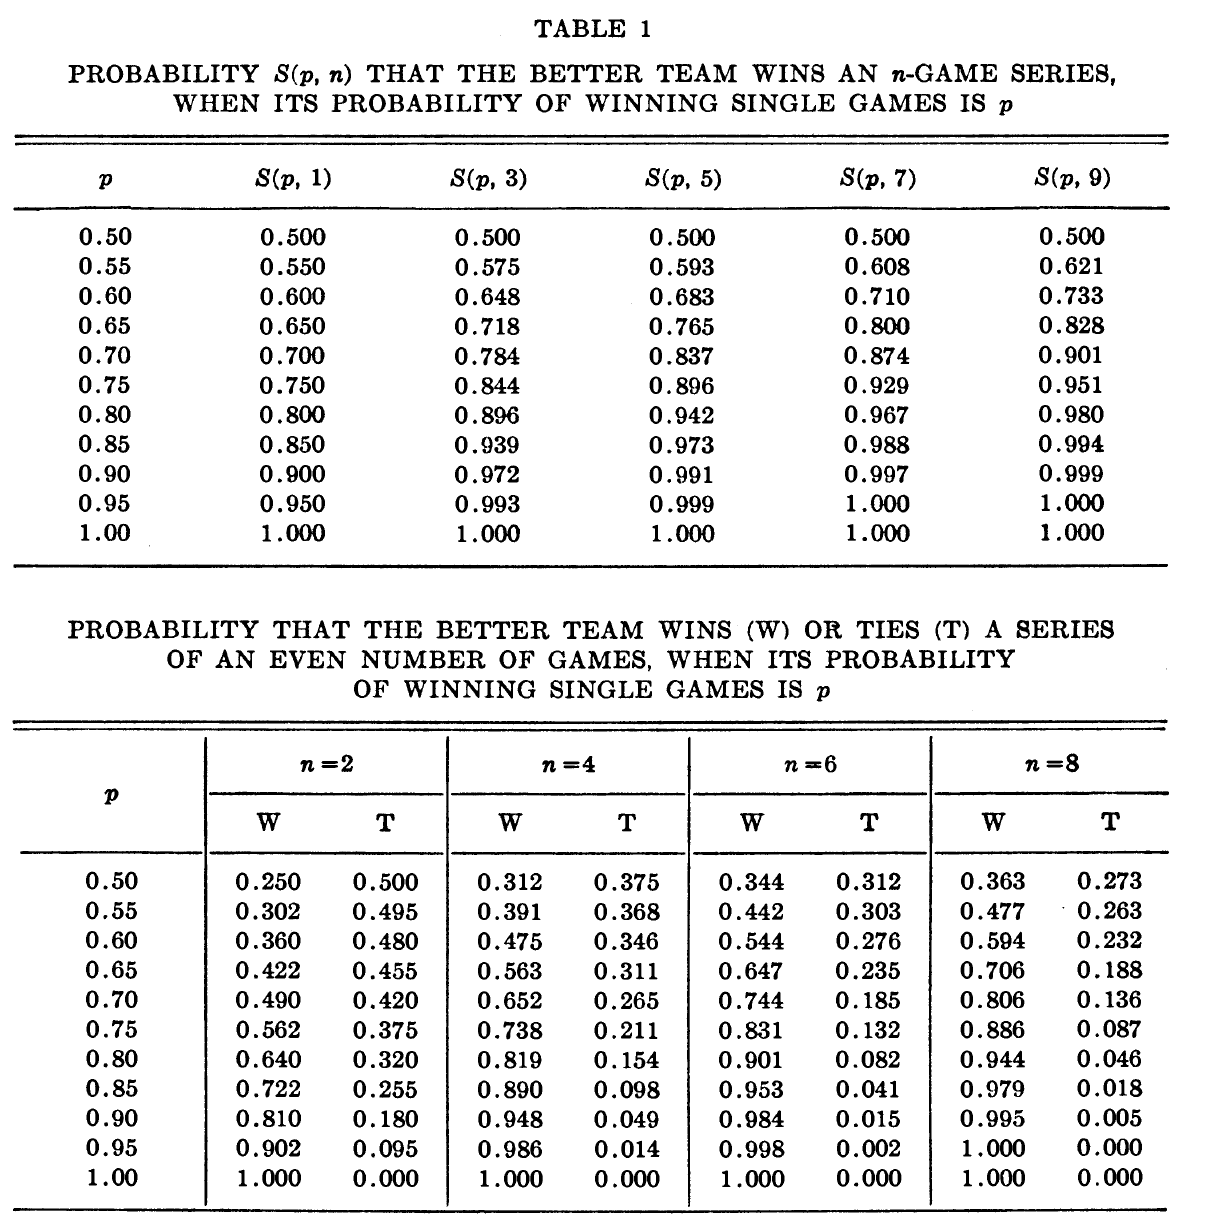 TABLE 1
PROBABILITY S(p, n) THAT THE BETTER TEAM WINS AN n-GAME SERIES,
WHEN ITS PROBABILITY OF WINNING SINGLE GAMES IS p
p S(p, 1) S(p, 3) S(p, 5) S(p, 7) S(p, 9)
0.50 0.500 0.500 0.500 0.500 0.500
0.55 0.550 0.575 0.593 0.608 0.621
0.60 0.600 0.648 0.683 0.710 0.733
0.65 0.650 0.718 0.765 0.800 0.828
0.70 0.700 0.784 0.837 0.874 0.901
0.75 0.750 0.844 0.896 0.929 0.951
0.80 0.800 0.896 0.942 0.967 0.980
0.85 0.850 0.939 0.973 0.988 0.994
0.90 0.900 0.972 0.991 0.997 0.999
0.95 0.950 0.993 0.999 1.000 1.000
1.00 1.000 1.000 1.000 1.000 1.000
PROBABILITY THAT THE BETTER TEAM WINS (W) OR TIES (T) A SERIES
OF AN EVEN NUMBER OF GAMES, WHEN ITS PROBABILITY
OF WINNING SINGLE GAMES IS p
p n=2 n=4 n=6 n=8
W T W T W T W T
0.50 0.250 0.500 0.312 0.375 0.344 0.312 0.363 0.273
0.55 0.302 0.495 0.391 0.368 0.442 0.303 0.477 0.263
0.60 0.360 0.480 0.475 0.346 0.544 0.276 0.594 0.232
0.65 0.422 0.455 0.563 0.311 0.647 0.235 0.706 0.188
0.70 0.490 0.420 0.652 0.265 0.744 0.185 0.806 0.136
0.75 0.562 0.375 0.738 0.211 0.831 0.132 0.886 0.087
0.80 0.640 0.320 0.819 0.154 0.901 0.082 0.944 0.046
0.85 0.722 0.255 0.890 0.098 0.953 0.041 0.979 0.018
0.90 0.810 0.180 0.948 0.049 0.984 0.015 0.995 0.005
0.95 0.902 0.095 0.986 0.014 0.998 0.002 1.000 0.000
1.00 1.000 0.000 1.000 0.000 1.000 0.000 1.000 0.000